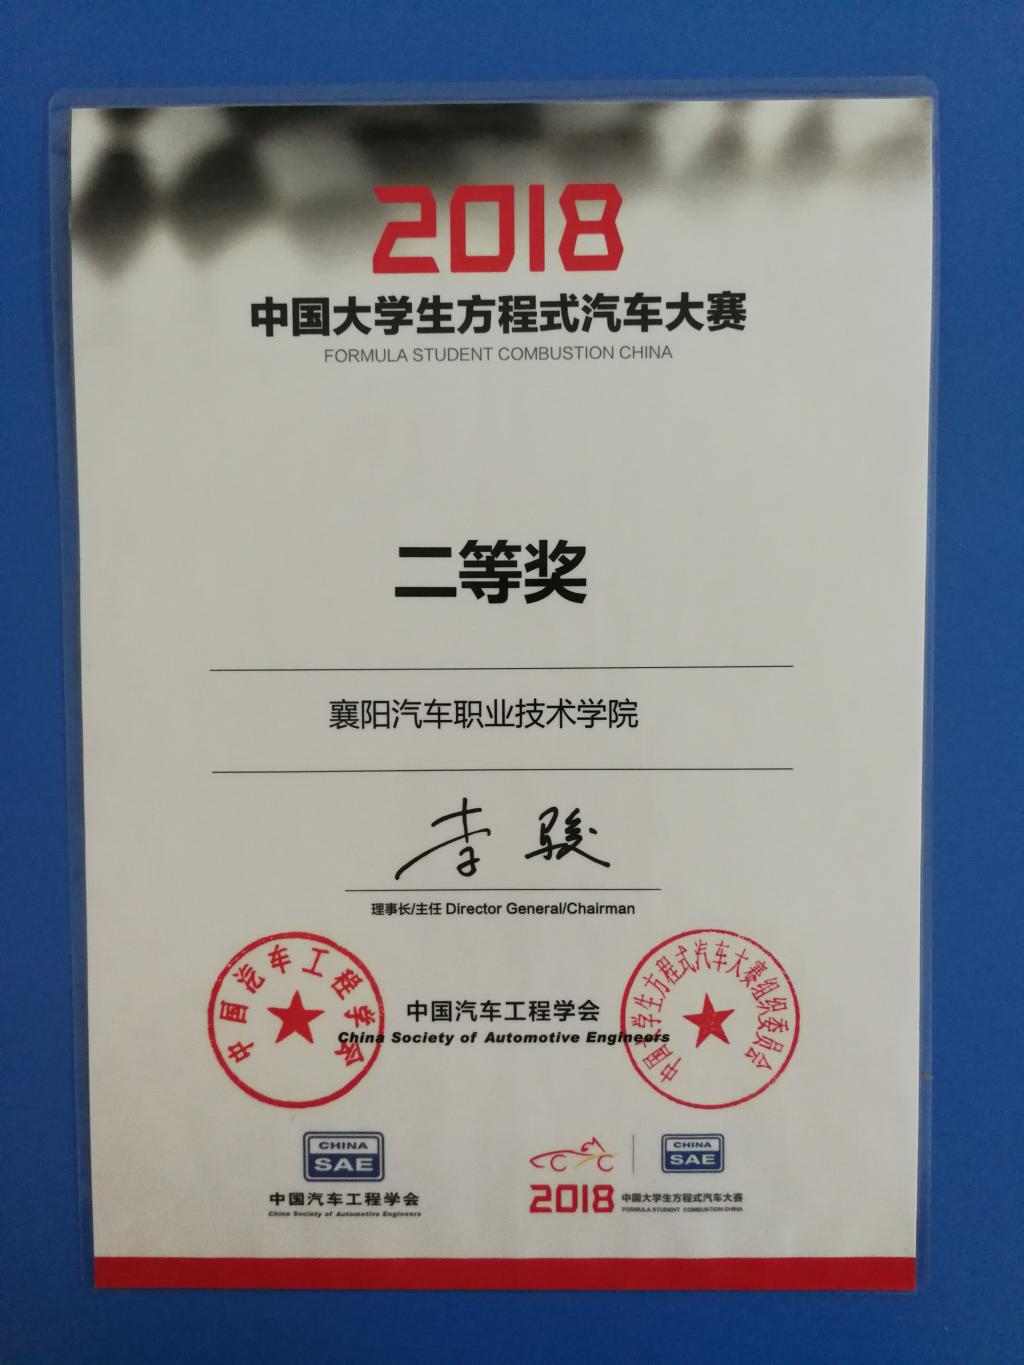 2018
中国大学生方程式汽车大赛
FORMULA STUDENT COMBUSTION CHINA
二等奖
襄阳汽车职业技术学院
李骏
理事长/主任 Director General/Chairman
中国汽车工程学会
中国大学生方程式汽车大赛组织委员会
中国汽车工程学会
China Society of Automotive Engineers
CHINA
SAE
中国汽车工程学会
China Society of Automotive Engineers
CHINA
SAE
2018 中国大学生方程式汽车大赛
FORMULA STUDENT COMBUSTION CHINA